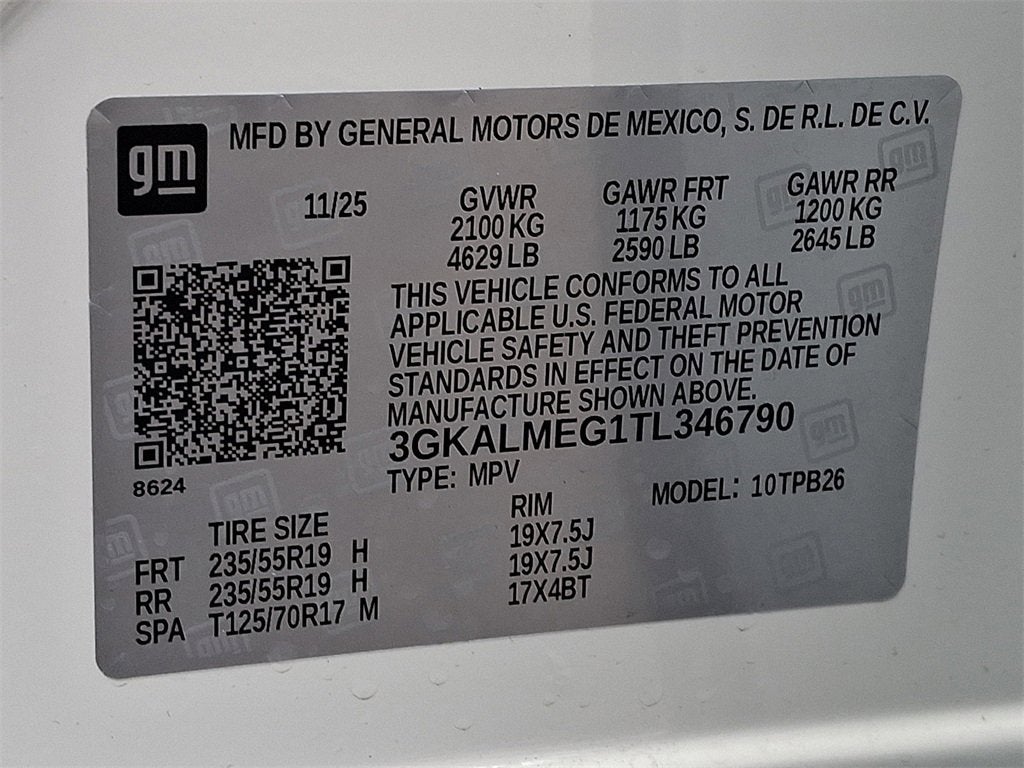 gm
MFD BY GENERAL MOTORS DE MEXICO, S. DE R.L. DE C.V.
11/25 GVWR GAWR FRT GAWR RR
2100 KG 1175 KG 1200 KG
4629 LB 2590 LB 2645 LB
THIS VEHICLE CONFORMS TO ALL
APPLICABLE U.S. FEDERAL MOTOR
VEHICLE SAFETY AND THEFT PREVENTION
STANDARDS IN EFFECT ON THE DATE OF
MANUFACTURE SHOWN ABOVE.
3GKALMEG1TL346790
8624
TYPE: MPV MODEL: 10TPB26
TIRE SIZE RIM
FRT 235/55R19 H 19X7.5J
RR 235/55R19 H 19X7.5J
SPA T125/70R17 M 17X4BT